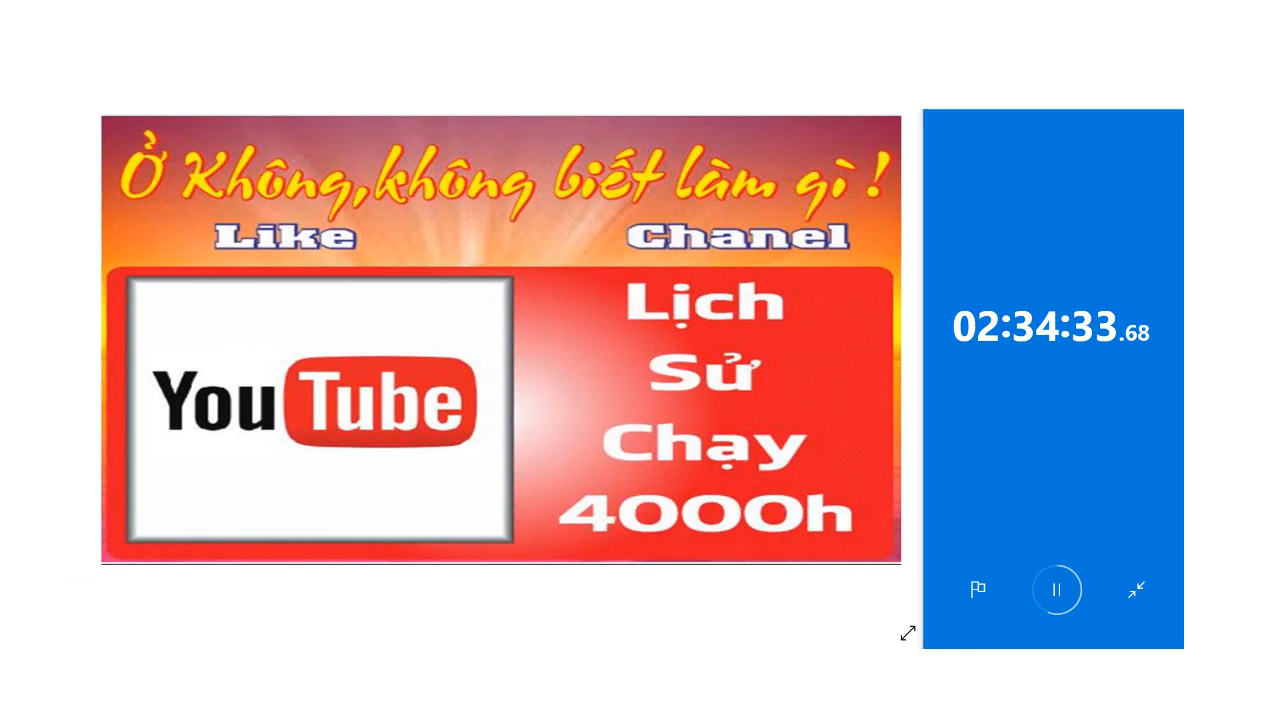 Ở Không,không biết làm gì !
Like Chanel
YouTube
Lịch
Sử
Chạy
4000h
02:34:33.68